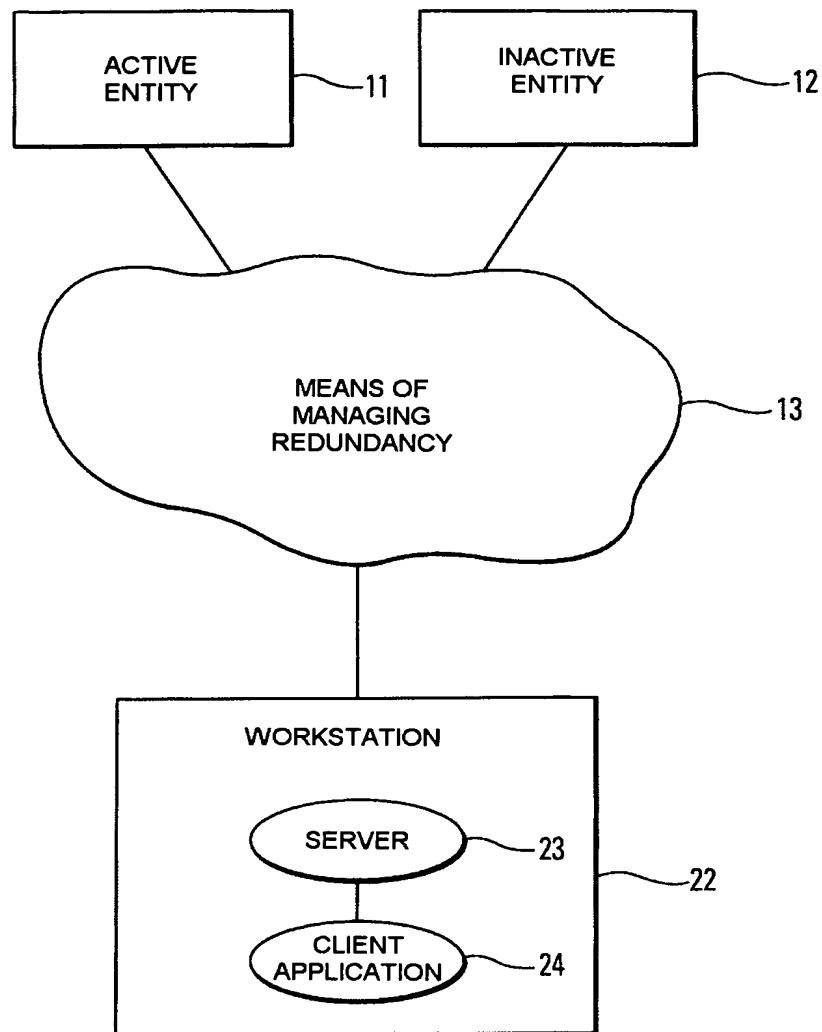 ACTIVE
ENTITY
11
INACTIVE
ENTITY
12
MEANS OF
MANAGING
REDUNDANCY
13
WORKSTATION
SERVER
23
22
CLIENT
APPLICATION
24